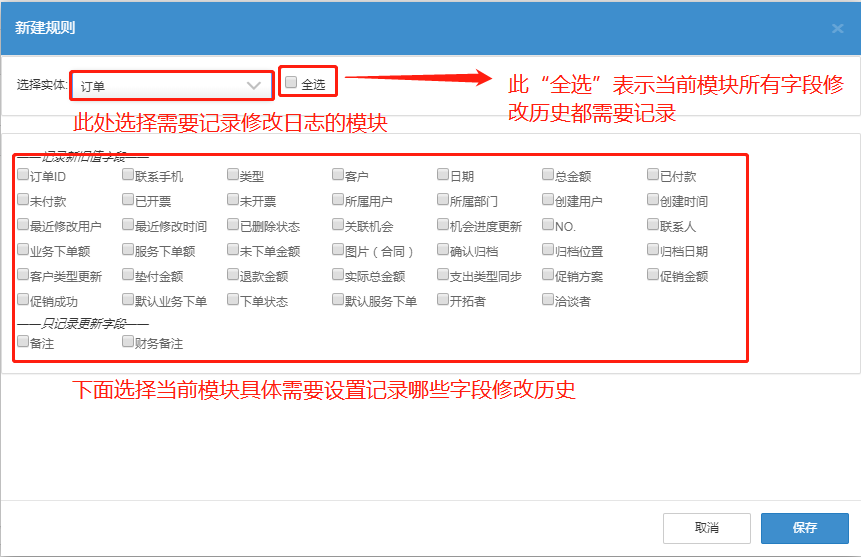 新建规则
选择实体: 订单 全选
此“全选”表示当前模块所有字段修
改历史都需要记录
此处选择需要记录修改日志的模块
——记录新旧值字段——
订单ID 联系手机 类型 客户 日期 总金额 已付款
未付款 已开票 未开票 所属用户 所属部门 创建用户 创建时间
最近修改用户 最近修改时间 已删除状态 关联机会 机会进度更新 NO. 联系人
业务下单额 服务下单额 未下单金额 图片（合同） 确认归档 归档位置 归档日期
客户类型更新 垫付金额 退款金额 实际总金额 支出类型同步 促销方案 促销金额
促销成功 默认业务下单 下单状态 默认服务下单 开拓者 洽谈者
——只记录更新字段——
备注 财务备注
下面选择当前模块具体需要设置记录哪些字段修改历史
取消 保存